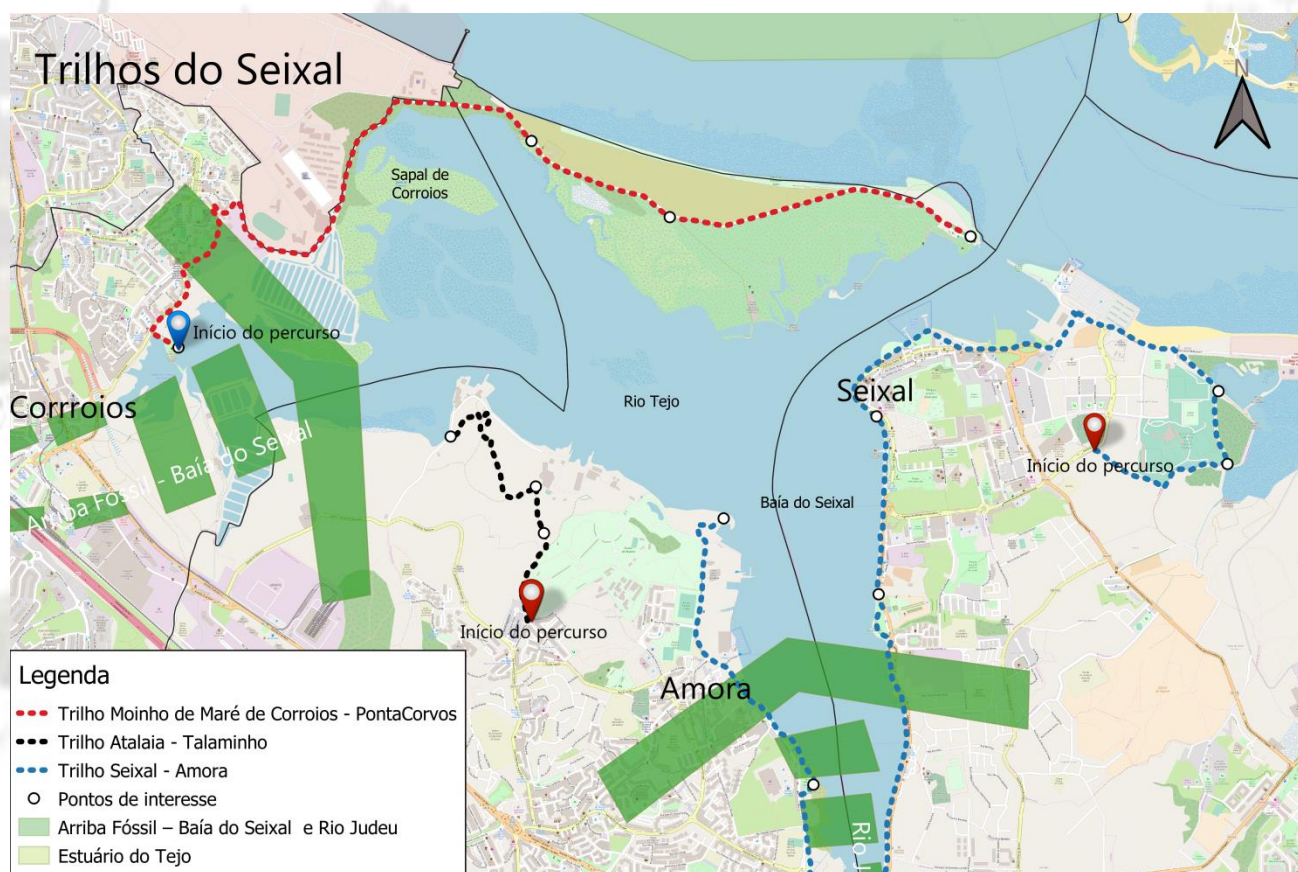 Trilhos do Seixal
N
Sapal de
Corroios
Início do percurso
Corrroios
Arriba Fóssil - Baía do Seixal
Rio Tejo
Seixal
Início do percurso
Baía do Seixal
Início do percurso
Amora
Rio
Legenda
Trilho Moinho de Maré de Corroios - PontaCorvos
Trilho Atalaia - Talaminho
Trilho Seixal - Amora
Pontos de interesse
Arriba Fóssil – Baía do Seixal e Rio Judeu
Estuário do Tejo